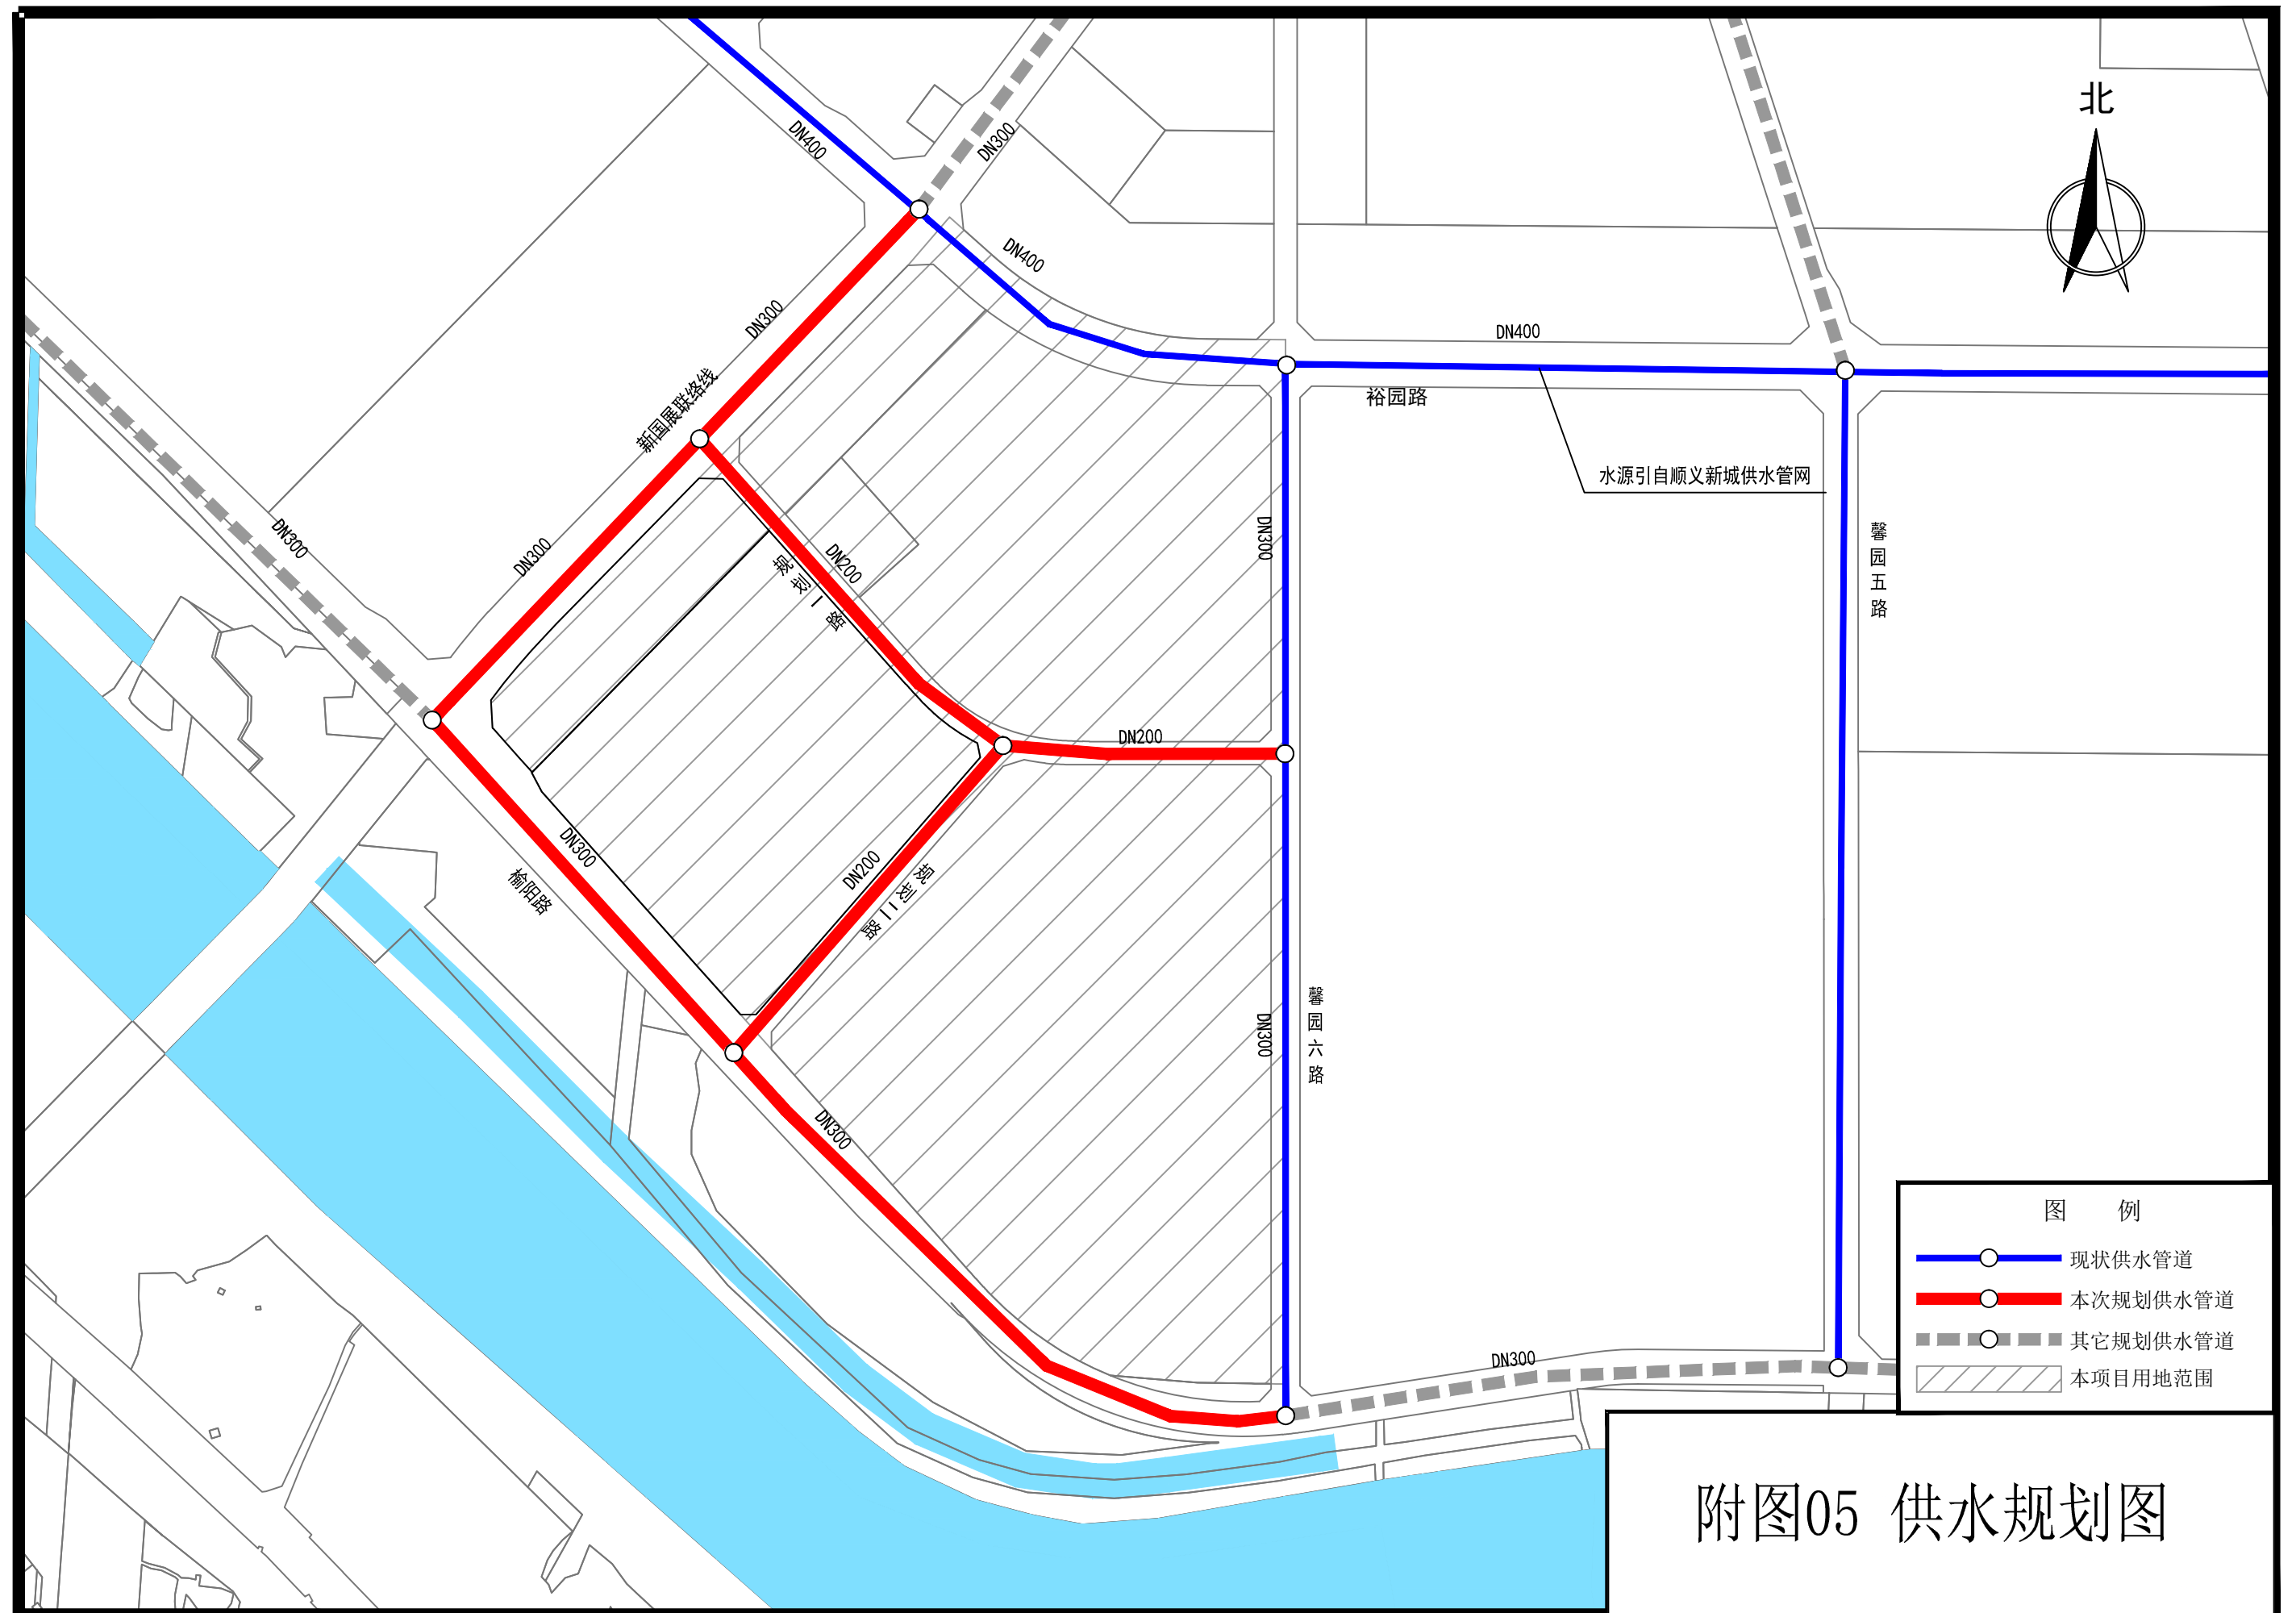 北
DN400
DN300
DN400
DN400
裕园路
DN300
新国展联络线
水源引自顺义新城供水管网
DN300
DN300
DN200
规划一路
DN300
馨园五路
DN200
DN300
榆阳路
DN200
规划二路
馨园六路
DN300
DN300
DN300
图 例
现状供水管道
本次规划供水管道
其它规划供水管道
本项目用地范围
附图05 供水规划图